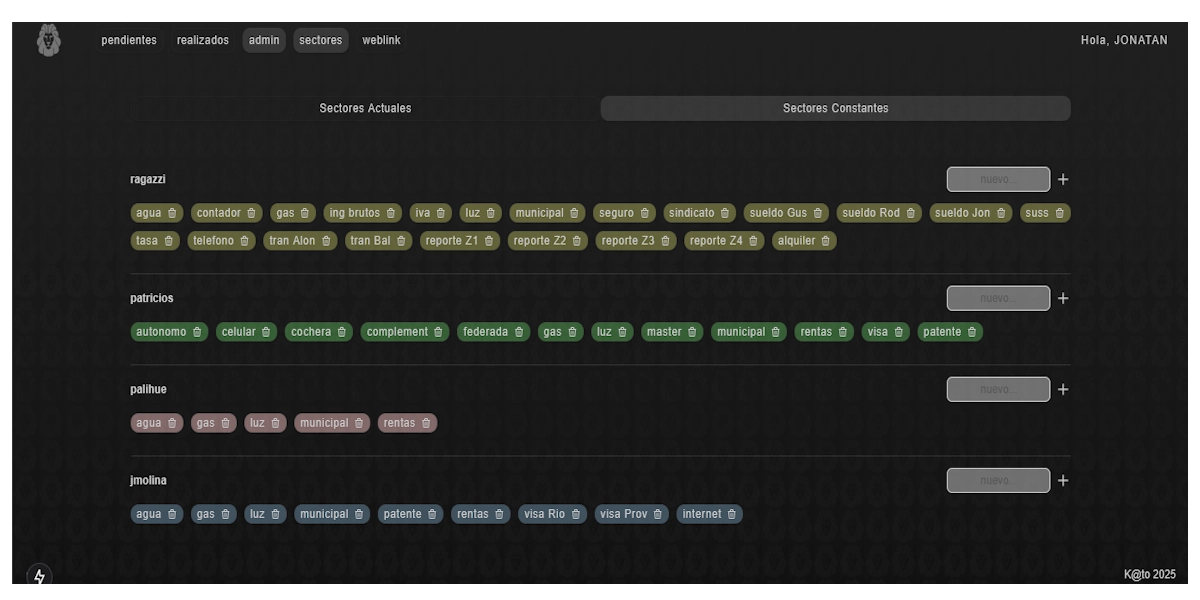 pendientes realizados admin sectores weblink Hola, JONATAN
Sectores Actuales Sectores Constantes
ragazzi nuevo...
agua contador gas ing brutos iva luz municipal seguro sindicato sueldo Gus sueldo Rod sueldo Jon suss
tasa telefono tran Alon tran Bal reporte Z1 reporte Z2 reporte Z3 reporte Z4 alquiler
patricios nuevo...
autonomo celular cochera complement federada gas luz master municipal rentas visa patente
palihue nuevo...
agua gas luz municipal rentas
jmolina nuevo...
agua gas luz municipal patente rentas visa Rio visa Prov internet
K@to 2025